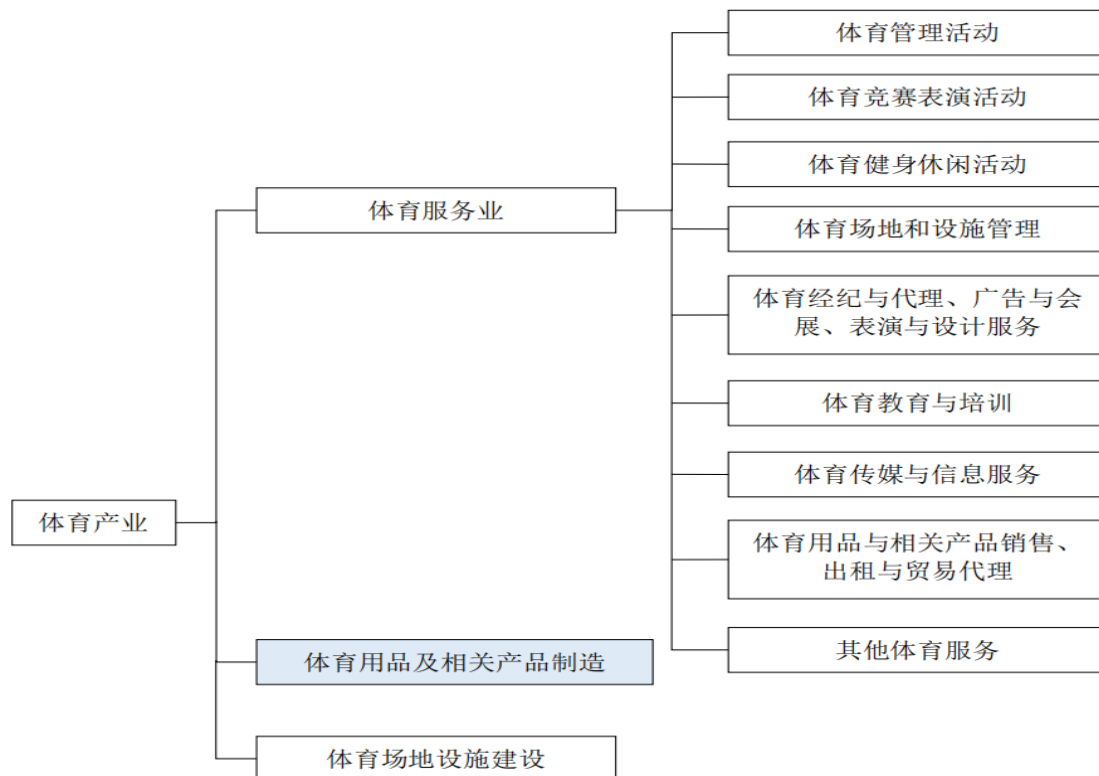 体育管理活动
体育竞赛表演活动
体育健身休闲活动
体育服务业
体育场地和设施管理
体育经纪与代理、广告与会
展、表演与设计服务
体育教育与培训
体育传媒与信息服务
体育产业
体育用品与相关产品销售、
出租与贸易代理
其他体育服务
体育用品及相关产品制造
体育场地设施建设